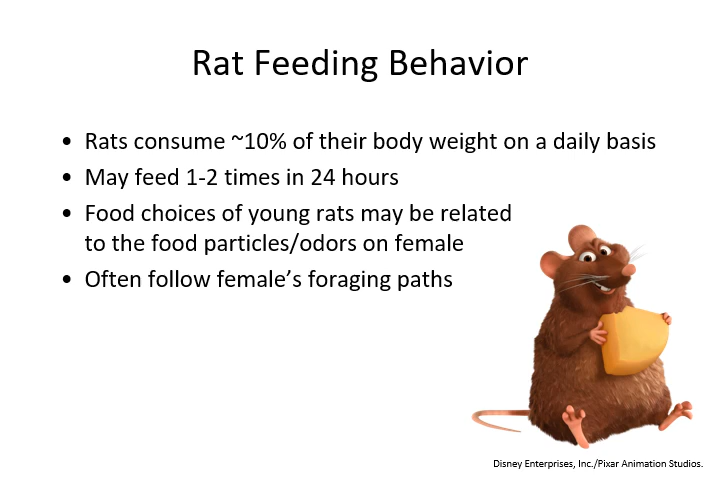 Rat Feeding Behavior
• Rats consume ~10% of their body weight on a daily basis
• May feed 1-2 times in 24 hours
• Food choices of young rats may be related
to the food particles/odors on female
• Often follow female’s foraging paths
Disney Enterprises, Inc./Pixar Animation Studios.